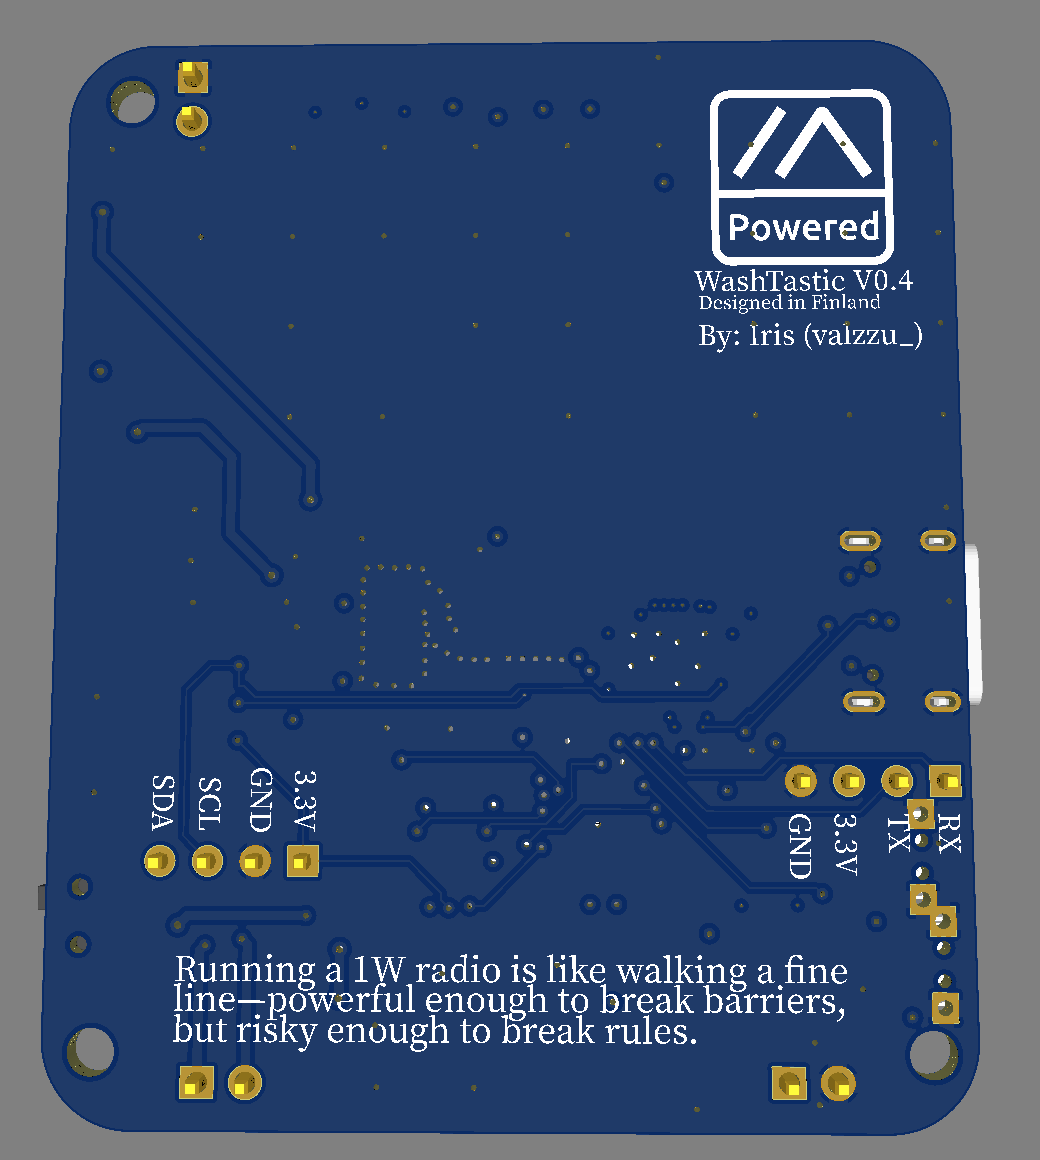 Powered
WashTastic V0.4
Designed in Finland
By: Iris (valzzu_)
SDA
SCL
GND
3.3V
GND
3.3V
TX
RX
Running a 1W radio is like walking a fine
line—powerful enough to break barriers,
but risky enough to break rules.